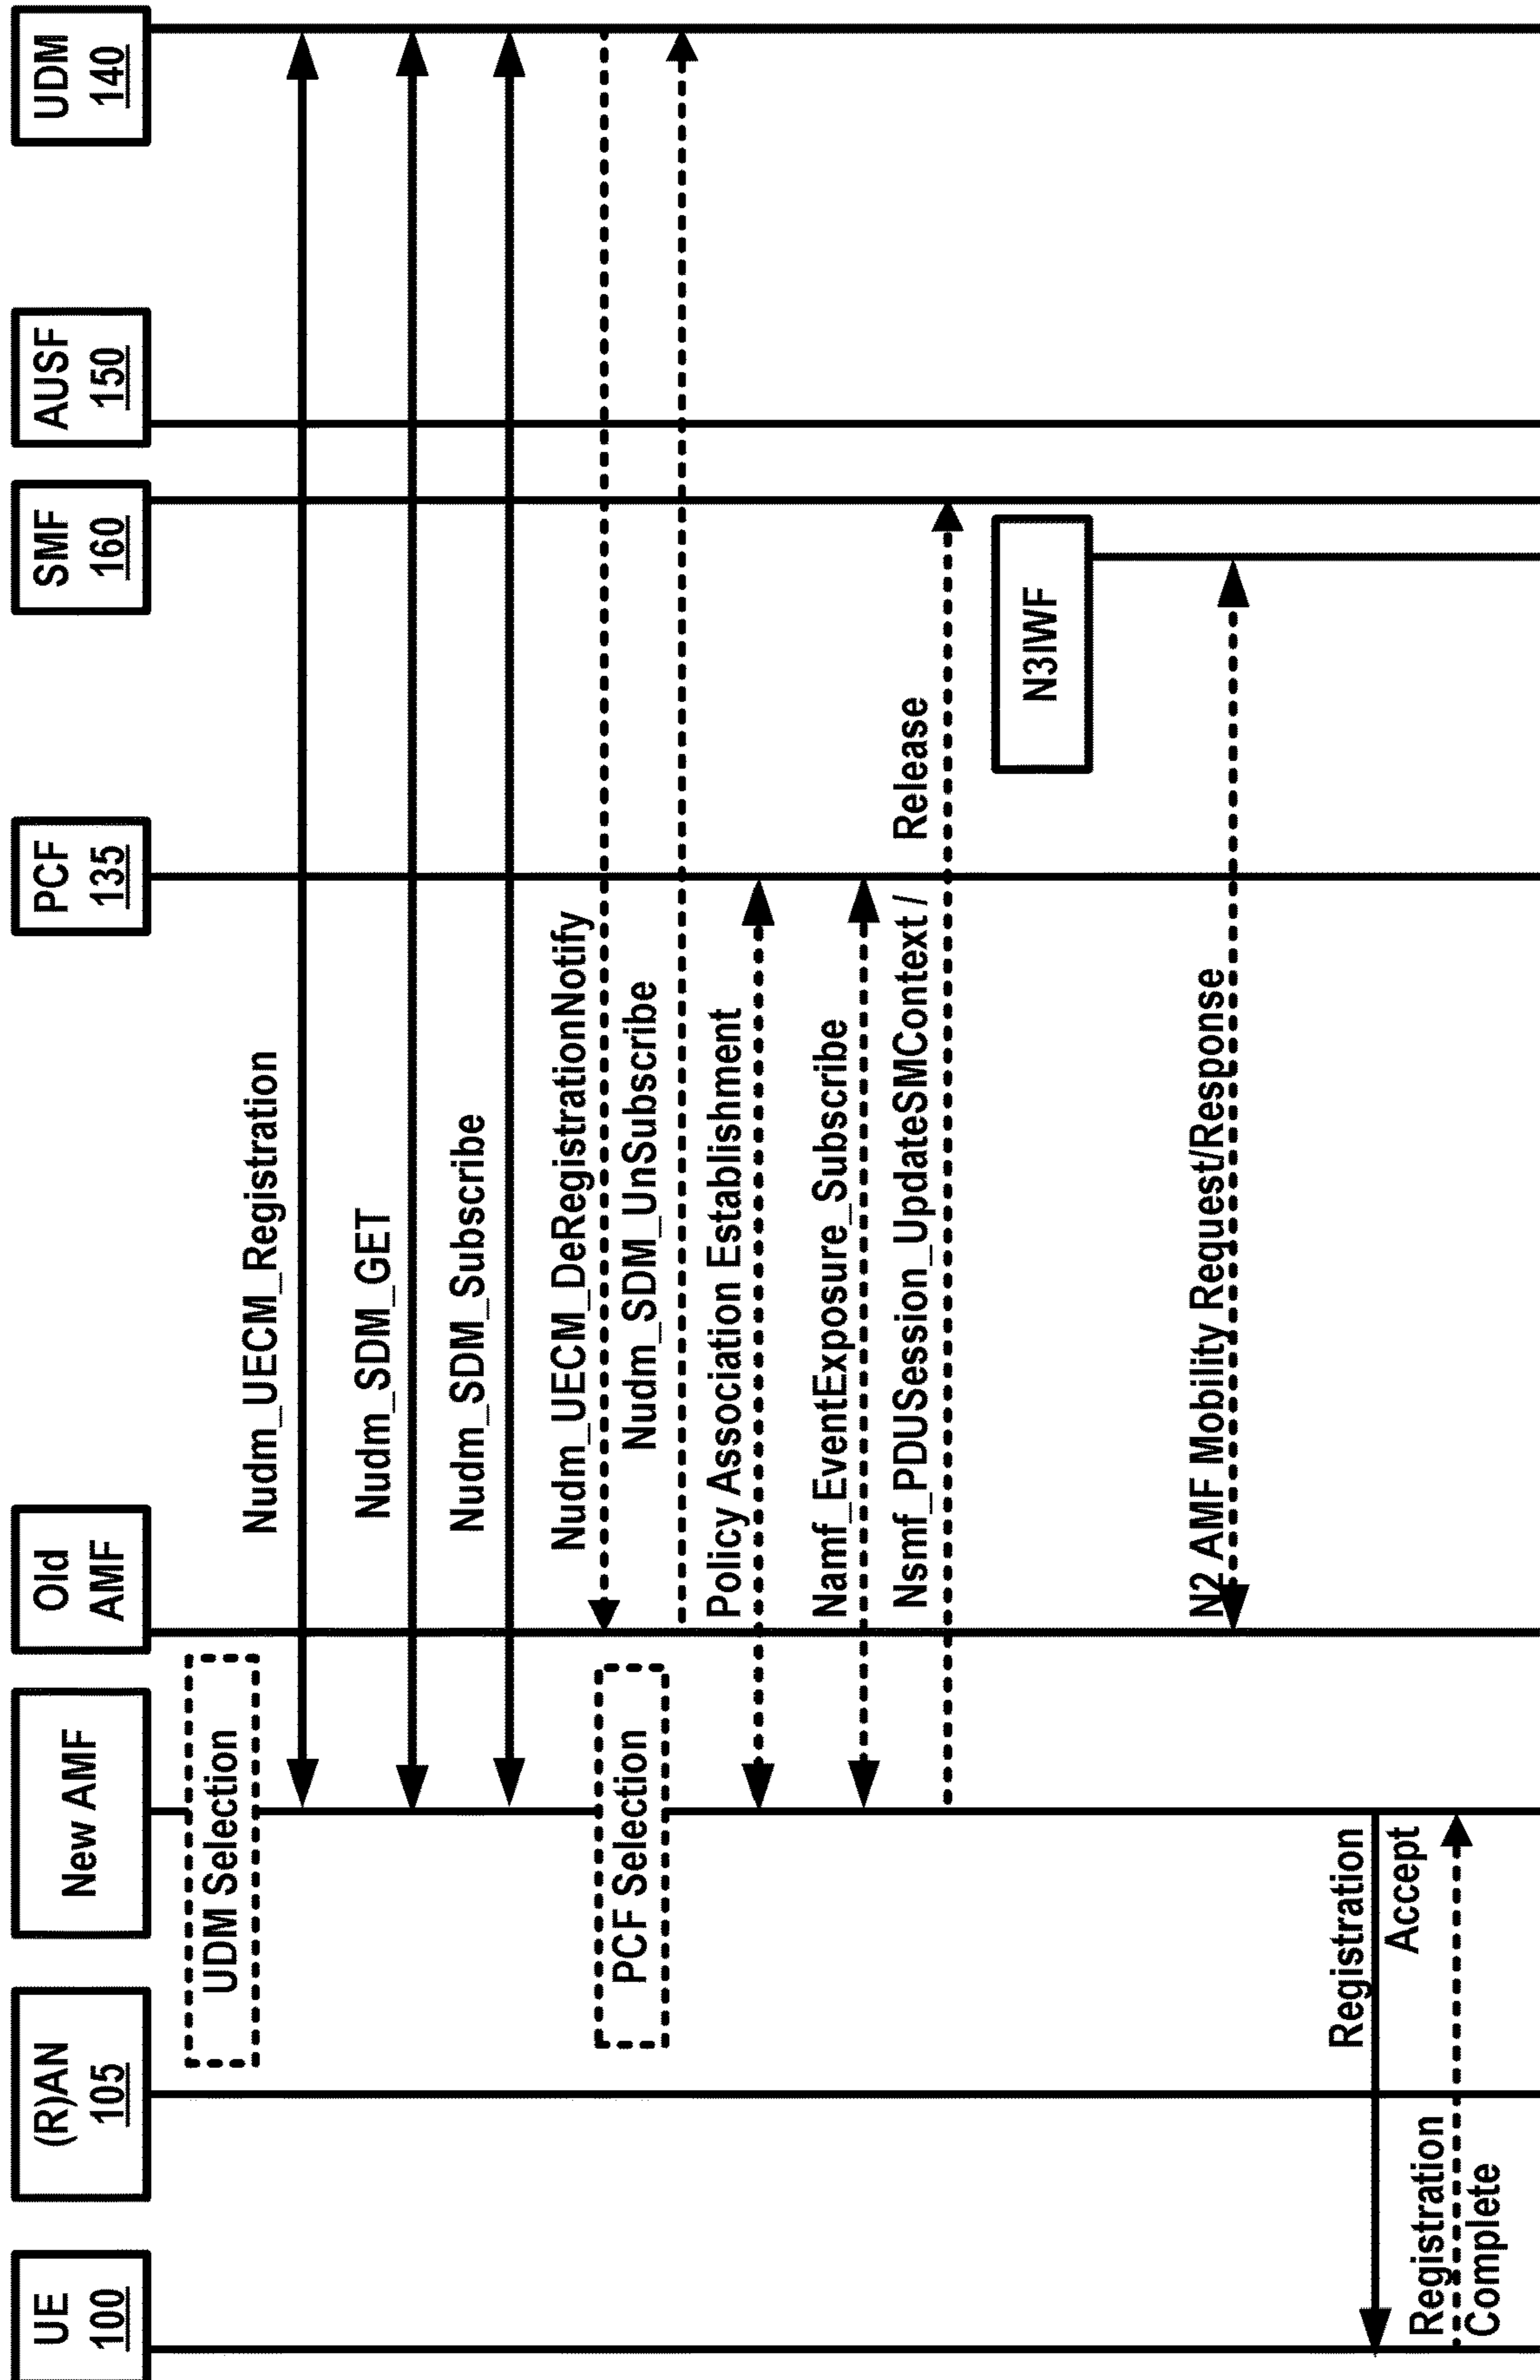 UE
100
(R)AN
105
New AMF
Old
AMF
PCF
135
SMF
160
AUSF
150
UDM
140
UDM Selection
Nudm_UECM_Registration
Nudm_SDM_GET
Nudm_SDM_Subscribe
Nudm_UECM_DeRegistrationNotify
PCF Selection
Nudm_SDM_UnSubscribe
Policy Association Establishment
Namf_EventExposure_Subscribe
Nsmf_PDUSession_UpdateSMContext / Release
N3IWF
N2 AMF Mobility Request/Response
Registration
Accept
Registration
Complete